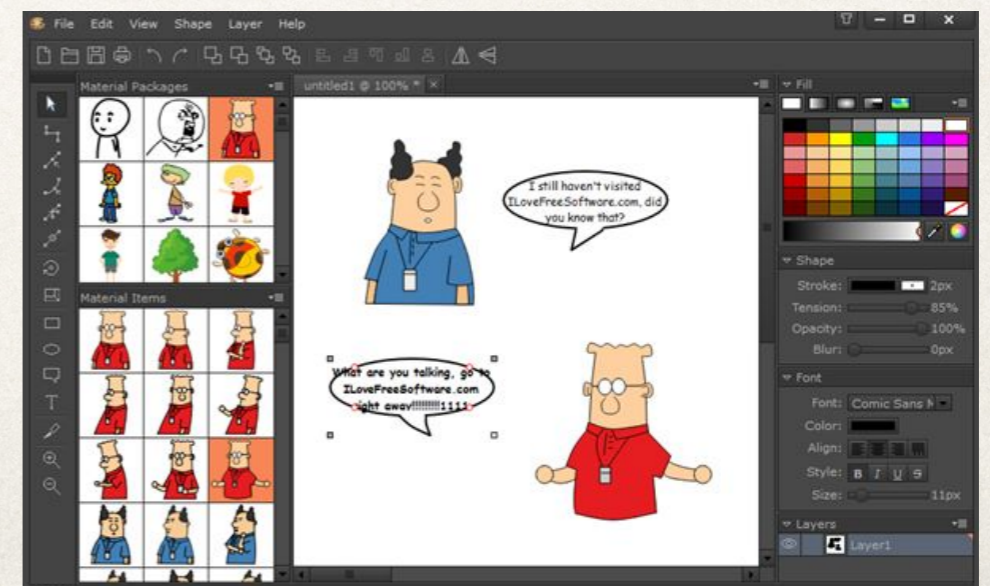 File Edit View Shape Layer Help
Material Packages
untitled1 @ 100% *
Fill
I still haven't visited
ILoveFreeSoftware.com, did
you know that?
Shape
Stroke: 2px
Tension: 85%
Opacity: 100%
Blur: 0px
Material Items
What are you talking, go to
ILoveFreeSoftware.com
right away!!!!!!!!!1111
Font
Font: Comic Sans M
Color:
Align:
Style: B I U S
Size: 11px
Layers
Layer1